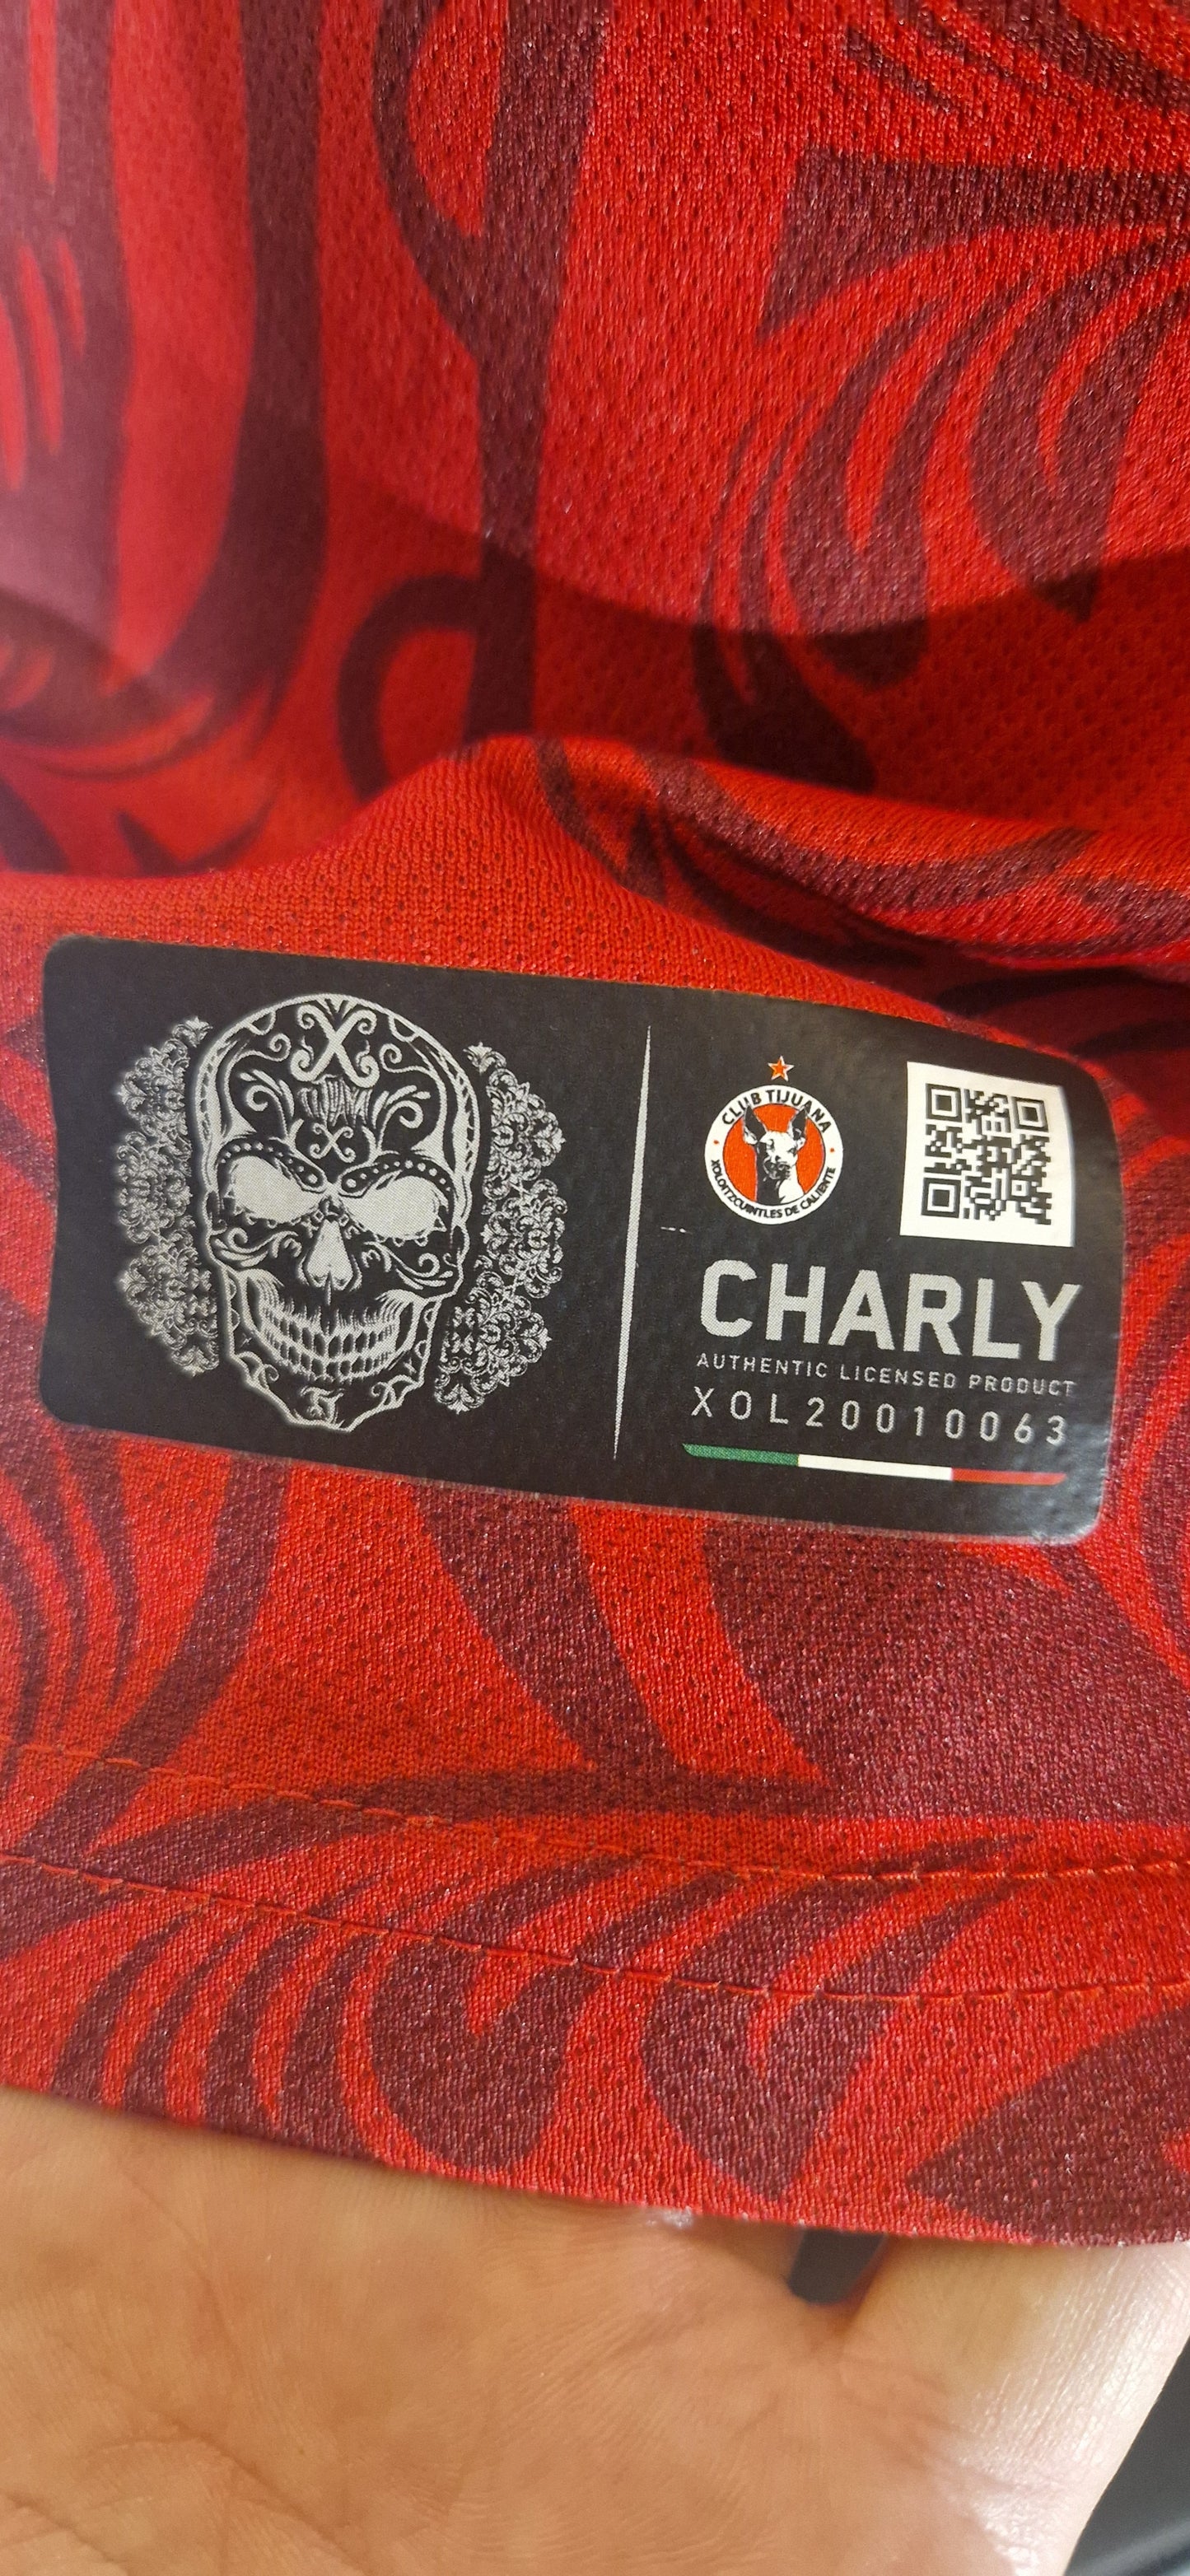 X
X
CLUB TIJUANA
XOLOITZCUINTLES DE CALIENTE
CHARLY
AUTHENTIC LICENSED PRODUCT
XOL20010063